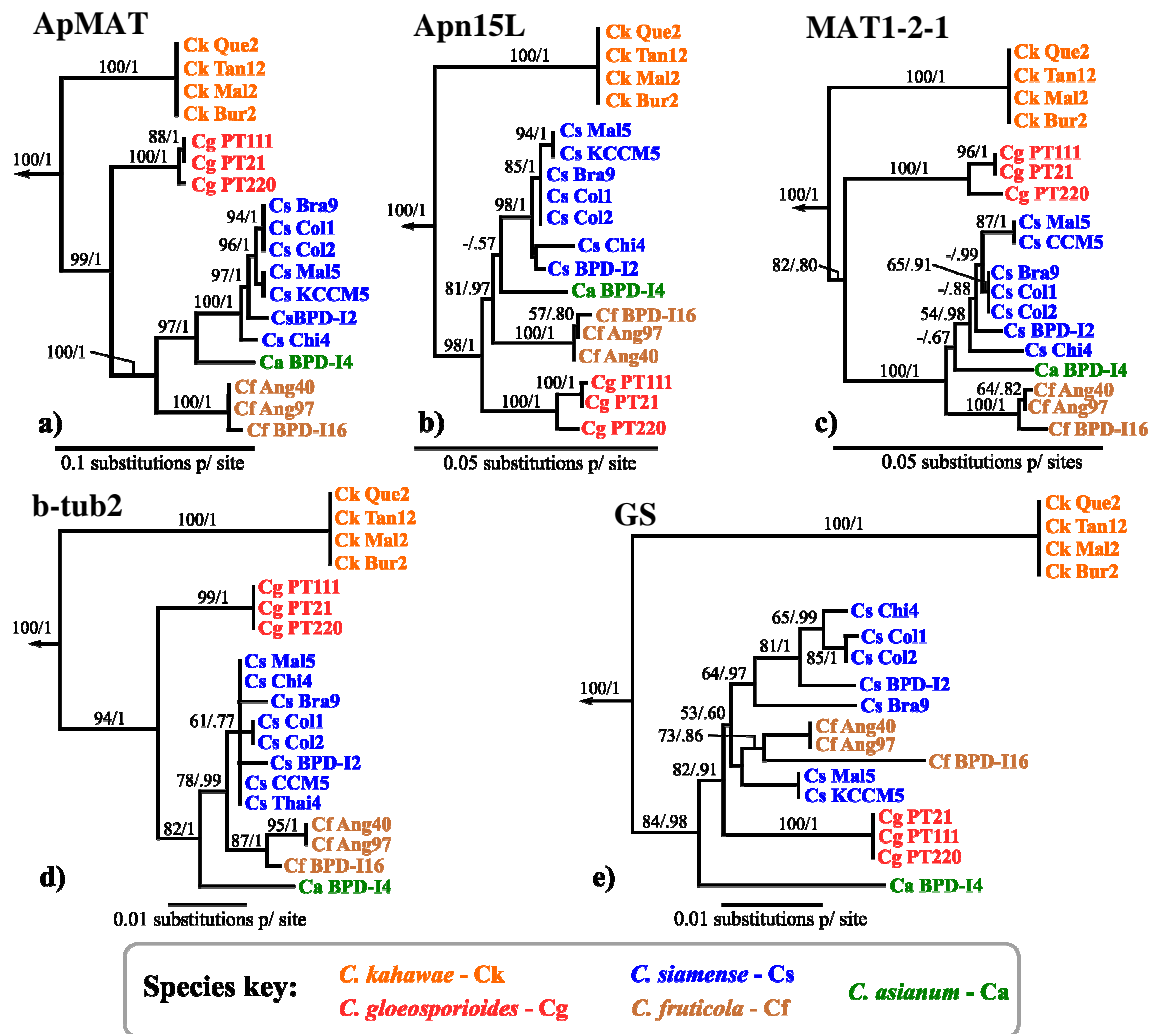 ApMAT
Ck Que2
Ck Tan12
Ck Mal2
Ck Bur2
100/1
88/1
Cg PT111
100/1
Cg PT21
Cg PT220
100/1
Cs Bra9
94/1
Cs Col1
Cs Col2
96/1
99/1
Cs Mal5
97/1
Cs KCCM5
100/1
CsBPD-I2
97/1
Cs Chi4
100/1
Ca BPD-I4
Cf Ang40
100/1
Cf Ang97
Cf BPD-I16
a)
0.1 substitutions p/ site
Apn15L
Ck Que2
100/1
Ck Tan12
Ck Mal2
Ck Bur2
94/1
Cs Mal5
Cs KCCM5
85/1
Cs Bra9
Cs Col1
98/1
Cs Col2
100/1
-/.57
Cs Chi4
Cs BPD-I2
81/.97
Ca BPD-I4
57/.80
Cf BPD-I16
100/1
Cf Ang97
Cf Ang40
98/1
100/1
Cg PT111
Cg PT21
100/1
Cg PT220
b)
0.05 substitutions p/ site
MAT1-2-1
Ck Que2
100/1
Ck Tan12
Ck Mal2
Ck Bur2
96/1
Cg PT111
100/1
Cg PT21
Cg PT220
100/1
87/1
Cs Mal5
Cs CCM5
-/.99
82/.80
65/.91
Cs Bra9
Cs Col1
-/.88
Cs Col2
54/.98
Cs BPD-I2
-/.67
Cs Chi4
Ca BPD-I4
100/1
64/.82
Cf Ang40
100/1
Cf Ang97
Cf BPD-I16
c)
0.05 substitutions p/ sites
b-tub2
Ck Que2
100/1
Ck Tan12
Ck Mal2
Ck Bur2
99/1
Cg PT111
Cg PT21
Cg PT220
100/1
Cs Mal5
Cs Chi4
Cs Bra9
61/.77
Cs Col1
Cs Col2
94/1
Cs BPD-I2
78/.99
Cs CCM5
Cs Thai4
82/1
95/1
Cf Ang40
87/1
Cf Ang97
Cf BPD-I16
Ca BPD-I4
d)
0.01 substitutions p/ site
GS
Ck Que2
100/1
Ck Tan12
Ck Mal2
Ck Bur2
65/.99
Cs Chi4
81/1
Cs Col1
85/1
Cs Col2
64/.97
Cs BPD-I2
100/1
Cs Bra9
53/.60
Cf Ang40
73/.86
Cf Ang97
Cf BPD-I16
82/.91
Cs Mal5
Cs KCCM5
84/.98
Cg PT21
100/1
Cg PT111
Cg PT220
Ca BPD-I4
e)
0.01 substitutions p/ site
Species key:
C. kahawae - Ck
C. siamense - Cs
C. asianum - Ca
C. gloeosporioides - Cg
C. fruticola - Cf